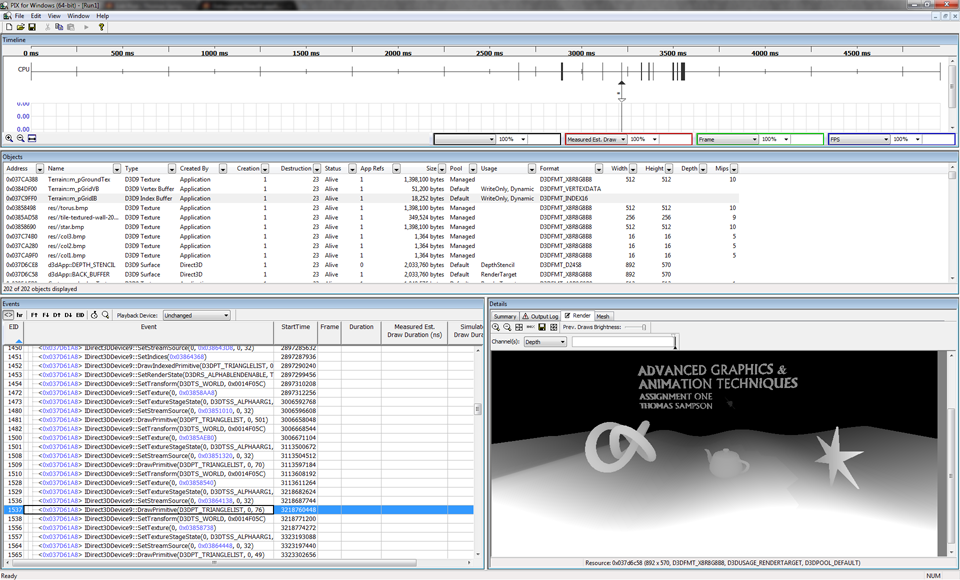 PIX for Windows (64-bit) - [Run1]
File Edit View Window Help
Timeline
0 ms 500 ms 1000 ms 1500 ms 2000 ms 2500 ms 3000 ms 3500 ms 4000 ms 4500 ms
CPU
0.00
0.00
0.00
100% Measured Est. Draw 100% Frame 100% FPS 100%
Objects
Address Name Type Created By Creation Destruction Status App Refs Size Pool Usage Format Width Height Depth Mips
0x037CA388 Terrain::m_pGroundTex D3D9 Texture Application 1 23 Alive 1 1,398,100 bytes Managed D3DFMT_X8R8G8B8 512 512 10
0x0384DF00 Terrain::m_pGridVB D3D9 Vertex Buffer Application 1 23 Alive 1 51,200 bytes Default WriteOnly, Dynamic D3DFMT_VERTEXDATA
0x037C9FF0 Terrain::m_pGridIB D3D9 Index Buffer Application 1 23 Alive 1 18,252 bytes Default WriteOnly, Dynamic D3DFMT_INDEX16
0x03858498 res//torus.bmp D3D9 Texture Application 1 23 Alive 1 1,398,100 bytes Managed D3DFMT_X8R8G8B8 512 512 10
0x0385AD58 res//tile-textured-wall-20... D3D9 Texture Application 1 23 Alive 1 349,524 bytes Managed D3DFMT_X8R8G8B8 256 256 9
0x03858690 res//star.bmp D3D9 Texture Application 1 23 Alive 1 1,398,100 bytes Managed D3DFMT_X8R8G8B8 512 512 10
0x037C7480 res//col3.bmp D3D9 Texture Application 1 23 Alive 1 1,364 bytes Managed D3DFMT_X8R8G8B8 16 16 5
0x037CA280 res//col2.bmp D3D9 Texture Application 1 23 Alive 1 1,364 bytes Managed D3DFMT_X8R8G8B8 16 16 5
0x037CA9F0 res//col1.bmp D3D9 Texture Application 1 23 Alive 1 1,364 bytes Managed D3DFMT_X8R8G8B8 16 16 5
0x037D6CE8 d3dApp::DEPTH_STENCIL D3D9 Surface Direct3D 1 23 Alive 0 2,033,760 bytes Default DepthStencil D3DFMT_D24S8 892 570
0x037D6C58 d3dApp::BACK_BUFFER D3D9 Surface Direct3D 1 23 Alive 2,033,760 bytes Default RenderTarget D3DFMT_X8R8G8B8 892 570
202 of 202 objects displayed
Events
hr F↑ F↓ D↑ D↓ EID Playback Device: Unchanged
EID Event StartTime Frame Duration Measured Est. Draw Duration (ns) Simulate Draw Dura
1450 <0x037D61A8> IDirect3DDevice9::SetStreamSource(0, 0x038643D8, 0, 32) 2897285632
1451 <0x037D61A8> IDirect3DDevice9::SetIndices(0x03864368) 2897287936
1452 <0x037D61A8> IDirect3DDevice9::DrawIndexedPrimitive(D3DPT_TRIANGLELIST, 0 2897290240
1453 <0x037D61A8> IDirect3DDevice9::SetRenderState(D3DRS_ALPHABLENDENABLE, T 2897299456
1454 <0x037D61A8> IDirect3DDevice9::SetTransform(D3DTS_WORLD, 0x0014F05C) 2897310208
1472 <0x037D61A8> IDirect3DDevice9::SetTexture(0, 0x03858AA8) 2897312256
1473 <0x037D61A8> IDirect3DDevice9::SetTextureStageState(0, D3DTSS_ALPHAARG1, 3006592768
1480 <0x037D61A8> IDirect3DDevice9::SetStreamSource(0, 0x03851010, 0, 32) 3006596608
1481 <0x037D61A8> IDirect3DDevice9::DrawPrimitive(D3DPT_TRIANGLELIST, 0, 501) 3006658048
1482 <0x037D61A8> IDirect3DDevice9::SetTransform(D3DTS_WORLD, 0x0014F05C) 3006668544
1500 <0x037D61A8> IDirect3DDevice9::SetTexture(0, 0x0385AEB0) 3006671104
1501 <0x037D61A8> IDirect3DDevice9::SetTextureStageState(0, D3DTSS_ALPHAARG1, 3113500672
1508 <0x037D61A8> IDirect3DDevice9::SetStreamSource(0, 0x03851320, 0, 32) 3113504512
1509 <0x037D61A8> IDirect3DDevice9::DrawPrimitive(D3DPT_TRIANGLELIST, 0, 70) 3113597184
1510 <0x037D61A8> IDirect3DDevice9::SetTransform(D3DTS_WORLD, 0x0014F05C) 3113608192
1528 <0x037D61A8> IDirect3DDevice9::SetTexture(0, 0x03858540) 3113611264
1529 <0x037D61A8> IDirect3DDevice9::SetTextureStageState(0, D3DTSS_ALPHAARG1, 3218682624
1536 <0x037D61A8> IDirect3DDevice9::SetStreamSource(0, 0x03864138, 0, 32) 3218687744
1537 <0x037D61A8> IDirect3DDevice9::DrawPrimitive(D3DPT_TRIANGLELIST, 0, 76) 3218760448
1538 <0x037D61A8> IDirect3DDevice9::SetTransform(D3DTS_WORLD, 0x0014F05C) 3218771200
1556 <0x037D61A8> IDirect3DDevice9::SetTexture(0, 0x03858738) 3218774272
1557 <0x037D61A8> IDirect3DDevice9::SetTextureStageState(0, D3DTSS_ALPHAARG1, 3323193088
1564 <0x037D61A8> IDirect3DDevice9::SetStreamSource(0, 0x03864448, 0, 32) 3323197440
1565 <0x037D61A8> IDirect3DDevice9::DrawPrimitive(D3DPT_TRIANGLELIST, 0, 49) 3323302656
Details
Summary Output Log Render Mesh
Prev. Draws Brightness:
Channel(s): Depth
ADVANCED GRAPHICS &
ANIMATION TECHNIQUES
ASSIGNMENT ONE
THOMAS SAMPSON
Resource: 0x037d6c58 (892 x 570, D3DFMT_X8R8G8B8, D3DUSAGE_RENDERTARGET, D3DPOOL_DEFAULT)
Ready NUM